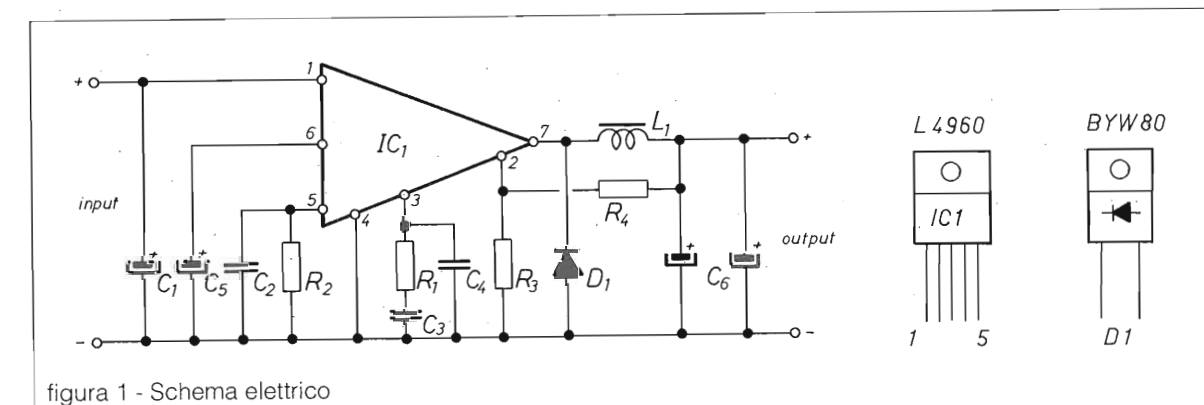 L4960
BYW80
+
1
7
L1
+
6
IC1
2
3
R4
IC1
input
5
4
output
+
+
+
+
C1
C5
C2
R2
R1
C4
R3
D1
C6
C3
1
5
D1
-
-
figura 1 - Schema elettrico